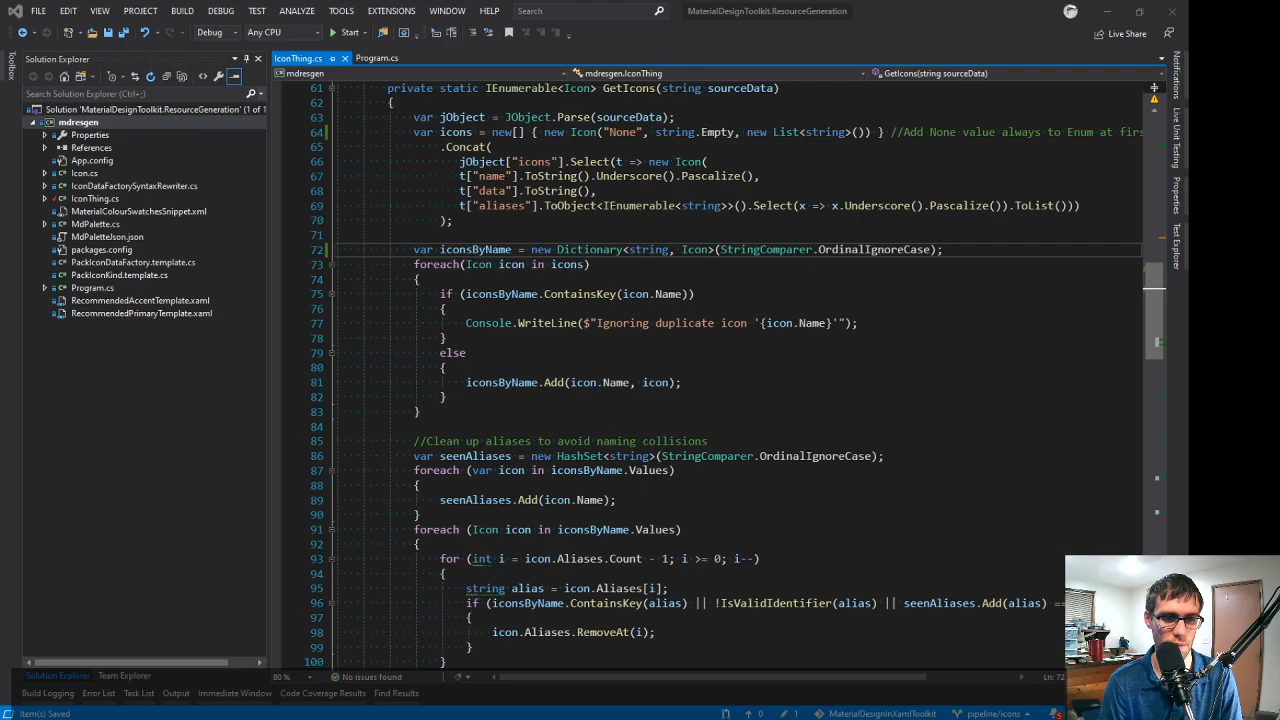 FILE EDIT VIEW PROJECT BUILD DEBUG TEST ANALYZE TOOLS EXTENSIONS WINDOW HELP Search MaterialDesignToolkit.ResourceGeneration
Debug Any CPU Start Live Share
Toolbox
Solution Explorer
Search Solution Explorer (Ctrl+;)
Solution 'MaterialDesignToolkit.ResourceGeneration' (1 of 1
mdresgen
Properties
References
App.config
Icon.cs
IconDataFactorySyntaxRewriter.cs
IconThing.cs
MaterialColourSwatchesSnippet.xml
MdPalette.cs
MdPaletteJson.json
packages.config
PackIconDataFactory.template.cs
PackIconKind.template.cs
Program.cs
RecommendedAccentTemplate.xaml
RecommendedPrimaryTemplate.xaml
Solution Explorer Team Explorer
IconThing.cs Program.cs
mdresgen mdresgen.IconThing GetIcons(string sourceData)
61 private static IEnumerable<Icon> GetIcons(string sourceData)
62 {
63 var jObject = JObject.Parse(sourceData);
64 var icons = new[] { new Icon("None", string.Empty, new List<string>()) } //Add None value always to Enum at firs
65 .Concat(
66 jObject["icons"].Select(t => new Icon(
67 t["name"].ToString().Underscore().Pascalize(),
68 t["data"].ToString(),
69 t["aliases"].ToObject<IEnumerable<string>>().Select(x => x.Underscore().Pascalize()).ToList()))
70 );
71
72 var iconsByName = new Dictionary<string, Icon>(StringComparer.OrdinalIgnoreCase);
73 foreach(Icon icon in icons)
74 {
75 if (iconsByName.ContainsKey(icon.Name))
76 {
77 Console.WriteLine($"Ignoring duplicate icon '{icon.Name}'");
78 }
79 else
80 {
81 iconsByName.Add(icon.Name, icon);
82 }
83 }
84
85 //Clean up aliases to avoid naming collisions
86 var seenAliases = new HashSet<string>(StringComparer.OrdinalIgnoreCase);
87 foreach (var icon in iconsByName.Values)
88 {
89 seenAliases.Add(icon.Name);
90 }
91 foreach (Icon icon in iconsByName.Values)
92 {
93 for (int i = icon.Aliases.Count - 1; i >= 0; i--)
94 {
95 string alias = icon.Aliases[i];
96 if (iconsByName.ContainsKey(alias) || !IsValidIdentifier(alias) || seenAliases.Add(alias) ==
97 {
98 icon.Aliases.RemoveAt(i);
99 }
100 }
80 % No issues found Ln: 72
Notifications
Live Unit Testing
Properties
Test Explorer
Build Logging Error List Task List Output Immediate Window Code Coverage Results Find Results
Item(s) Saved 0 1 MaterialDesignInXamlToolkit pipeline/icons